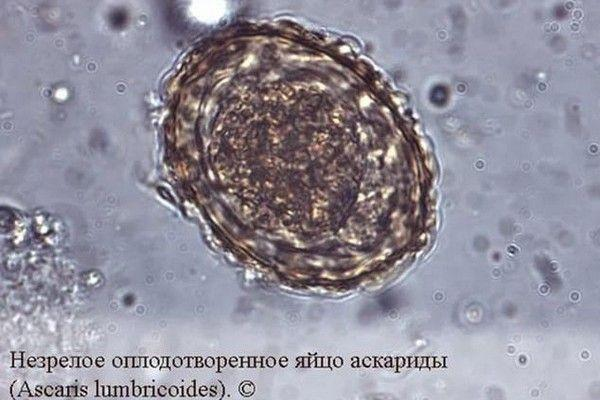 Незрелое оплодотворенное яйцо аскариды
(Ascaris lumbricoides). ©